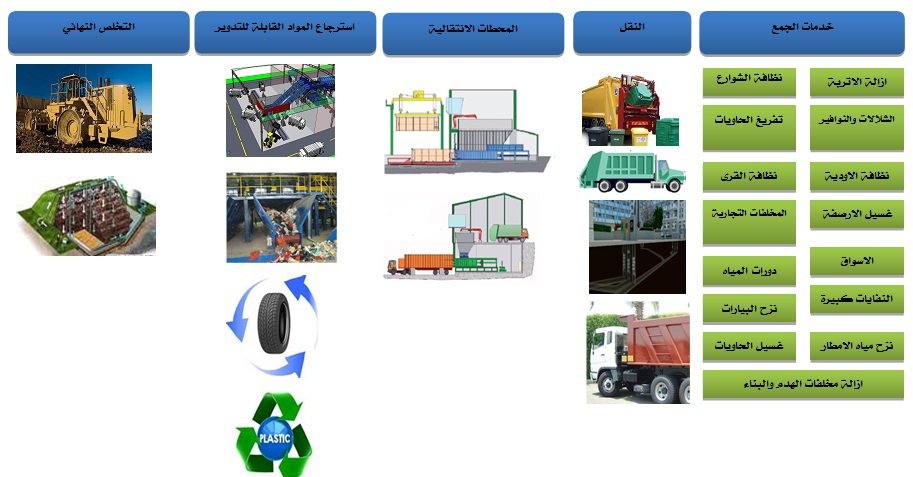 خدمات الجمع
النقل
المحطات الانتقالية
استرجاع المواد القابلة للتدوير
التخلص النهائي
ازالة الاتربة
نظافة الشوارع
الشلالات والنوافير
تفريغ الحاويات
نظافة الاودية
نظافة القرى
غسيل الارصفة
المخلفات التجارية
الاسواق
دورات المياه
النفايات كبيرة
نزح البيارات
نزح مياه الامطار
غسيل الحاويات
ازالة مخلفات الهدم والبناء
PLASTIC